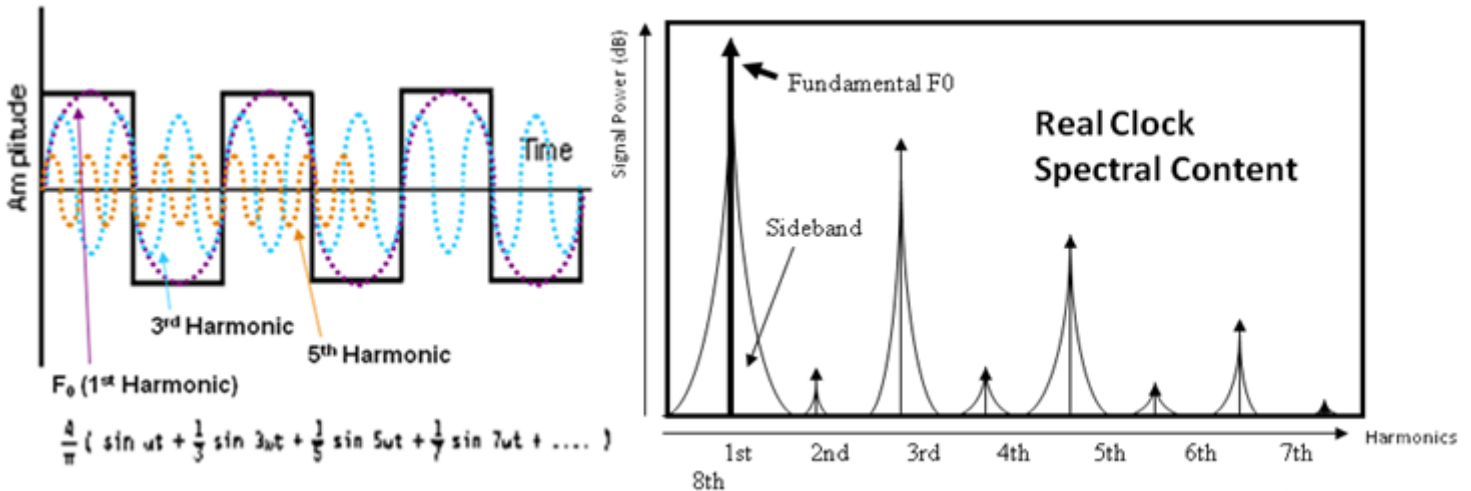 Amplitude
Time
3rd Harmonic
5th Harmonic
F0 (1st Harmonic)
4/π ( sin ωt + 1/3 sin 3ωt + 1/5 sin 5ωt + 1/7 sin 7ωt + .... )
Signal Power (dB)
Fundamental F0
Real Clock
Spectral Content
Sideband
1st 2nd 3rd 4th 5th 6th 7th Harmonics
8th